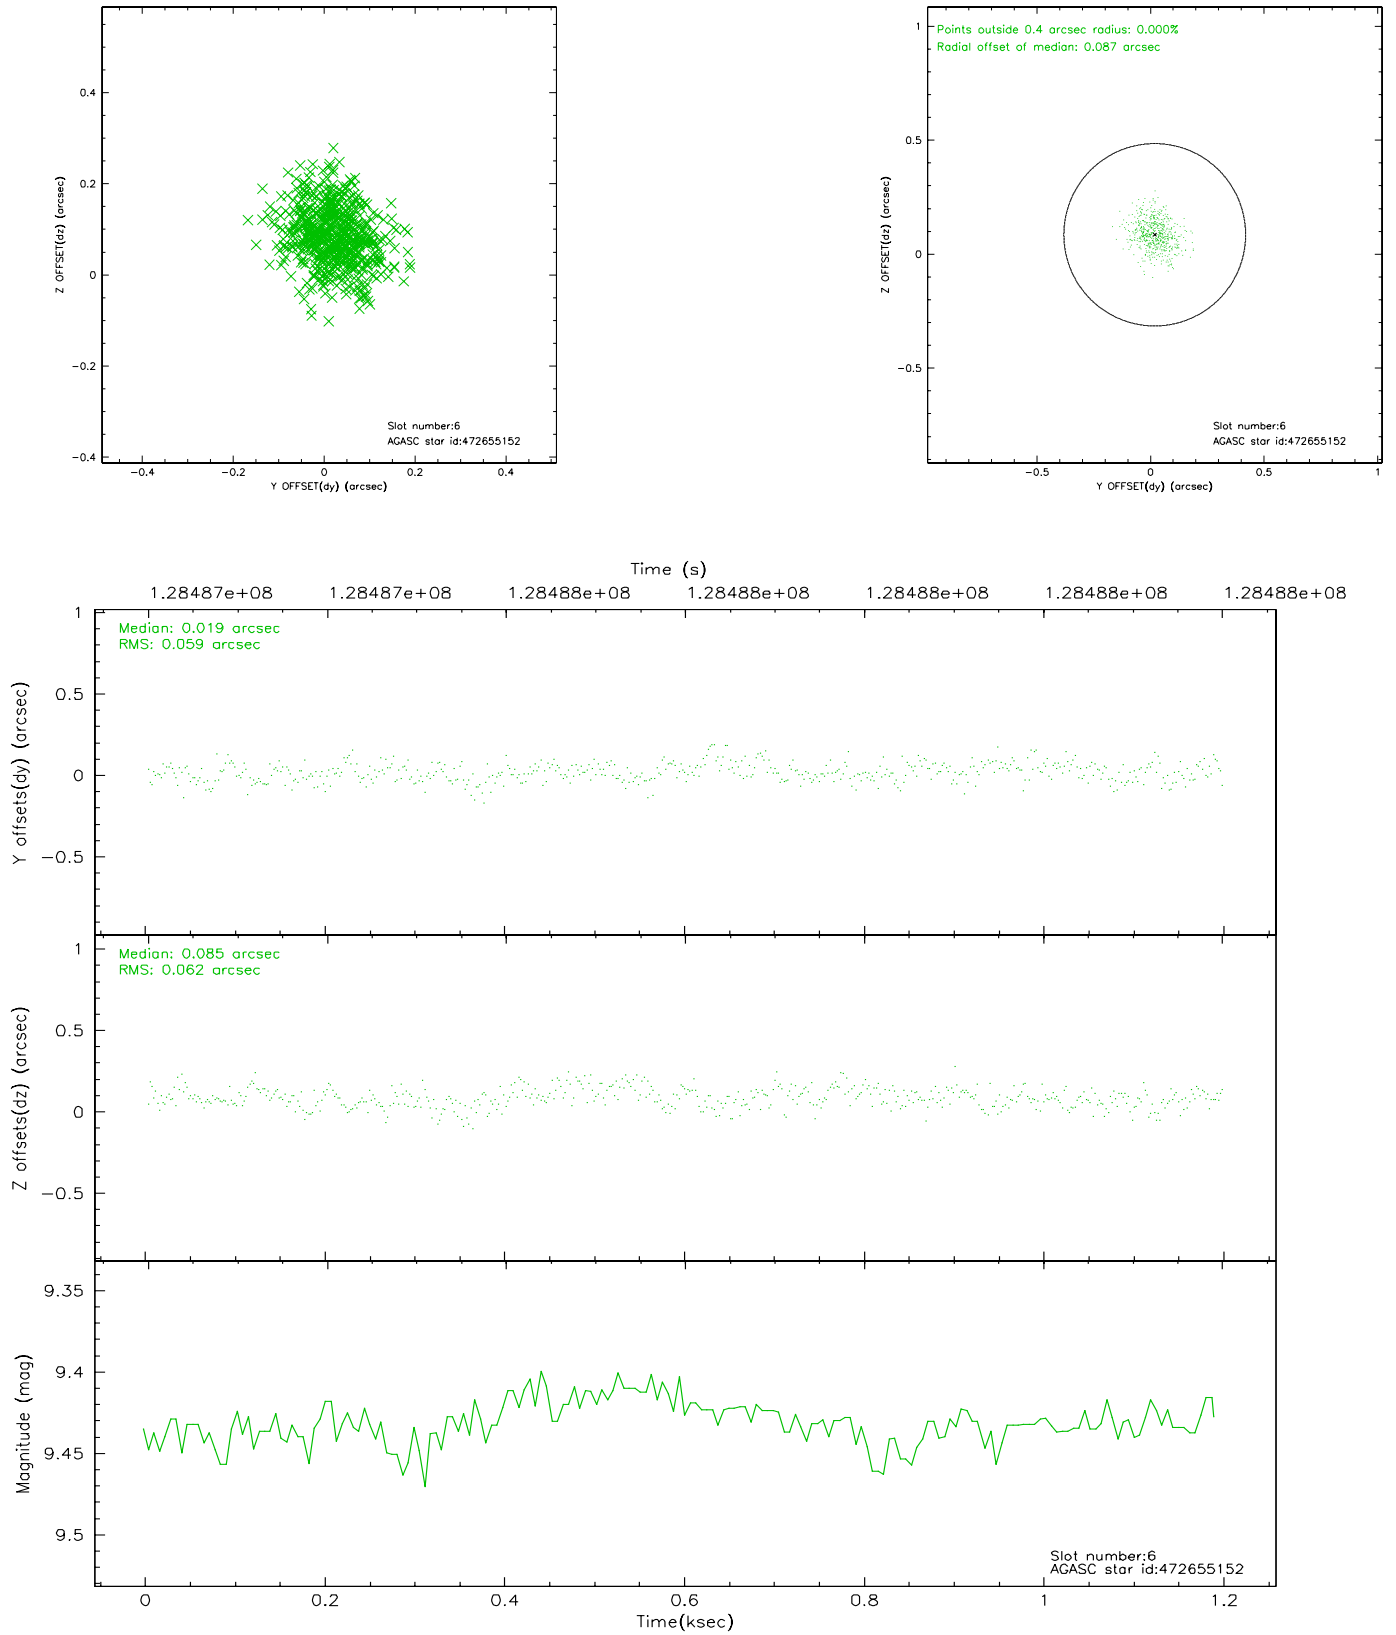 0.4
0.2
0
−0.2
−0.4
Z OFFSET(dz) (arcsec)
−0.4 −0.2 0 0.2 0.4
Y OFFSET(dy) (arcsec)
Slot number:6
AGASC star id:472655152
Points outside 0.4 arcsec radius: 0.000%
Radial offset of median: 0.087 arcsec
1
0.5
0
−0.5
Z OFFSET(dz) (arcsec)
−0.5 0 0.5 1
Y OFFSET(dy) (arcsec)
Slot number:6
AGASC star id:472655152
Time (s)
1.28487e+08 1.28487e+08 1.28488e+08 1.28488e+08 1.28488e+08 1.28488e+08 1.28488e+08
Median: 0.019 arcsec
RMS: 0.059 arcsec
1
0.5
0
−0.5
Y offsets(dy) (arcsec)
Median: 0.085 arcsec
RMS: 0.062 arcsec
1
0.5
0
−0.5
Z offsets(dz) (arcsec)
9.35
9.4
9.45
9.5
Magnitude (mag)
Slot number:6
AGASC star id:472655152
0 0.2 0.4 0.6 0.8 1 1.2
Time(ksec)